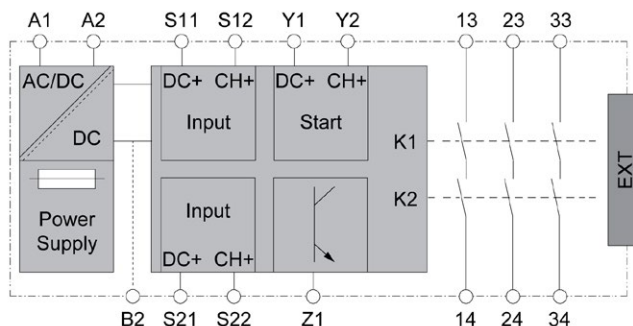 A1 A2 S11 S12 Y1 Y2 13 23 33
AC/DC DC+ CH+ DC+ CH+
Input Start
DC
K1
EXT
K2
Input
Power
Supply
DC+ CH+
B2 S21 S22 Z1 14 24 34